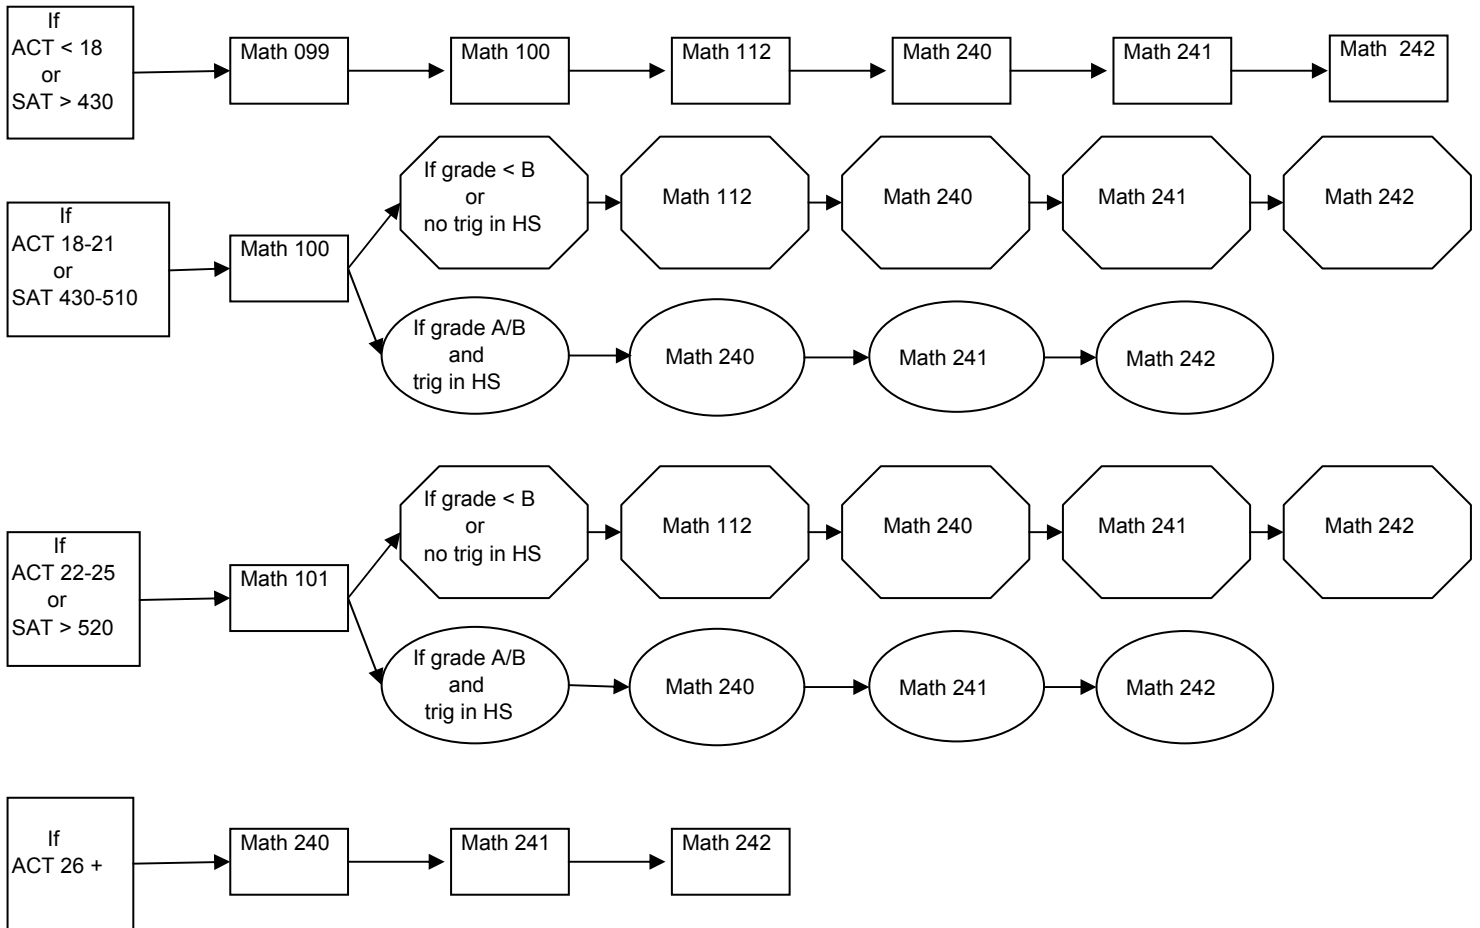 If
ACT < 18
or
SAT > 430
Math 099
Math 100
Math 112
Math 240
Math 241
Math  242
If
ACT 18-21
or
SAT 430-510
Math 100
If grade < B
or
no trig in HS
Math 112
Math 240
Math 241
Math 242
If grade A/B
and
trig in HS
Math 240
Math 241
Math 242
If
ACT 22-25
or
SAT > 520
Math 101
If grade < B
or
no trig in HS
Math 112
Math 240
Math 241
Math 242
If grade A/B
and
trig in HS
Math 240
Math 241
Math 242
If
ACT 26 +
Math 240
Math 241
Math 242